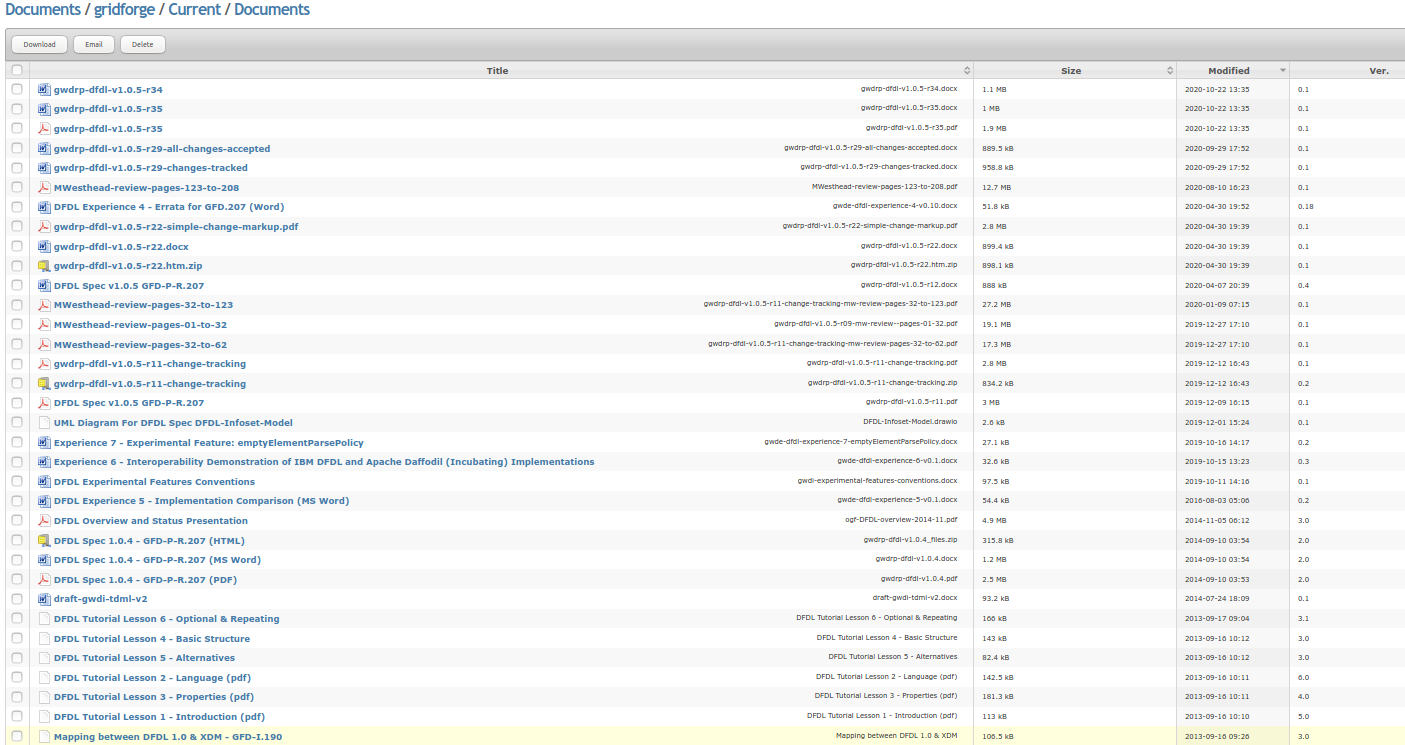 Documents / gridforge / Current / Documents
Download Email Delete
Title Size Modified Ver.
gwdrp-dfdl-v1.0.5-r34 gwdrp-dfdl-v1.0.5-r34.docx 1.1 MB 2020-10-22 13:35 0.1
gwdrp-dfdl-v1.0.5-r35 gwdrp-dfdl-v1.0.5-r35.docx 1 MB 2020-10-22 13:35 0.1
gwdrp-dfdl-v1.0.5-r35 gwdrp-dfdl-v1.0.5-r35.pdf 1.9 MB 2020-10-22 13:35 0.1
gwdrp-dfdl-v1.0.5-r29-all-changes-accepted gwdrp-dfdl-v1.0.5-r29-all-changes-accepted.docx 889.5 kB 2020-09-29 17:52 0.1
gwdrp-dfdl-v1.0.5-r29-changes-tracked gwdrp-dfdl-v1.0.5-r29-changes-tracked.docx 958.8 kB 2020-09-29 17:52 0.1
MWesthead-review-pages-123-to-208 MWesthead-review-pages-123-to-208.pdf 12.7 MB 2020-08-10 16:23 0.1
DFDL Experience 4 - Errata for GFD.207 (Word) gwde-dfdl-experience-4-v0.10.docx 51.8 kB 2020-04-30 19:52 0.18
gwdrp-dfdl-v1.0.5-r22-simple-change-markup.pdf gwdrp-dfdl-v1.0.5-r22-simple-change-markup.pdf 2.8 MB 2020-04-30 19:39 0.1
gwdrp-dfdl-v1.0.5-r22.docx gwdrp-dfdl-v1.0.5-r22.docx 899.4 kB 2020-04-30 19:39 0.1
gwdrp-dfdl-v1.0.5-r22.htm.zip gwdrp-dfdl-v1.0.5-r22.htm.zip 898.1 kB 2020-04-30 19:39 0.1
DFDL Spec v1.0.5 GFD-P-R.207 gwdrp-dfdl-v1.0.5-r12.docx 888 kB 2020-04-07 20:39 0.4
MWesthead-review-pages-32-to-123 gwdrp-dfdl-v1.0.5-r11-change-tracking-mw-review-pages-32-to-123.pdf 27.2 MB 2020-01-09 07:15 0.1
MWesthead-review-pages-01-to-32 gwdrp-dfdl-v1.0.5-r09-mw-review--pages-01-32.pdf 19.1 MB 2019-12-27 17:10 0.1
MWesthead-review-pages-32-to-62 gwdrp-dfdl-v1.0.5-r11-change-tracking-mw-review-pages-32-to-62.pdf 17.3 MB 2019-12-27 17:10 0.1
gwdrp-dfdl-v1.0.5-r11-change-tracking gwdrp-dfdl-v1.0.5-r11-change-tracking.pdf 2.8 MB 2019-12-12 16:43 0.1
gwdrp-dfdl-v1.0.5-r11-change-tracking gwdrp-dfdl-v1.0.5-r11-change-tracking.zip 834.2 kB 2019-12-12 16:43 0.2
DFDL Spec v1.0.5 GFD-P-R.207 gwdrp-dfdl-v1.0.5-r11.pdf 3 MB 2019-12-09 16:15 0.1
UML Diagram For DFDL Spec DFDL-Infoset-Model DFDL-Infoset-Model.drawio 2.6 kB 2019-12-01 15:24 0.1
Experience 7 - Experimental Feature: emptyElementParsePolicy gwde-dfdl-experience-7-emptyElementParsePolicy.docx 27.1 kB 2019-10-16 14:17 0.2
Experience 6 - Interoperability Demonstration of IBM DFDL and Apache Daffodil (Incubating) Implementations gwde-dfdl-experience-6-v0.1.docx 32.6 kB 2019-10-15 13:23 0.3
DFDL Experimental Features Conventions gwdi-experimental-features-conventions.docx 97.5 kB 2019-10-11 14:16 0.1
DFDL Experience 5 - Implementation Comparison (MS Word) gwde-dfdl-experience-5-v0.1.docx 54.4 kB 2016-08-03 05:06 0.2
DFDL Overview and Status Presentation ogf-DFDL-overview-2014-11.pdf 4.9 MB 2014-11-05 06:12 3.0
DFDL Spec 1.0.4 - GFD-P-R.207 (HTML) gwdrp-dfdl-v1.0.4_files.zip 315.8 kB 2014-09-10 03:54 2.0
DFDL Spec 1.0.4 - GFD-P-R.207 (MS Word) gwdrp-dfdl-v1.0.4.docx 1.2 MB 2014-09-10 03:54 2.0
DFDL Spec 1.0.4 - GFD-P-R.207 (PDF) gwdrp-dfdl-v1.0.4.pdf 2.5 MB 2014-09-10 03:53 2.0
draft-gwdi-tdml-v2 draft-gwdi-tdml-v2.docx 93.2 kB 2014-07-24 18:09 0.1
DFDL Tutorial Lesson 6 - Optional & Repeating DFDL Tutorial Lesson 6 - Optional & Repeating 166 kB 2013-09-17 09:04 3.1
DFDL Tutorial Lesson 4 - Basic Structure DFDL Tutorial Lesson 4 - Basic Structure 143 kB 2013-09-16 10:12 3.0
DFDL Tutorial Lesson 5 - Alternatives DFDL Tutorial Lesson 5 - Alternatives 82.4 kB 2013-09-16 10:12 3.0
DFDL Tutorial Lesson 2 - Language (pdf) DFDL Tutorial Lesson 2 - Language (pdf) 142.5 kB 2013-09-16 10:11 6.0
DFDL Tutorial Lesson 3 - Properties (pdf) DFDL Tutorial Lesson 3 - Properties (pdf) 181.3 kB 2013-09-16 10:11 4.0
DFDL Tutorial Lesson 1 - Introduction (pdf) DFDL Tutorial Lesson 1 - Introduction (pdf) 113 kB 2013-09-16 10:10 5.0
Mapping between DFDL 1.0 & XDM - GFD-I.190 Mapping between DFDL 1.0 & XDM 106.5 kB 2013-09-16 09:26 3.0